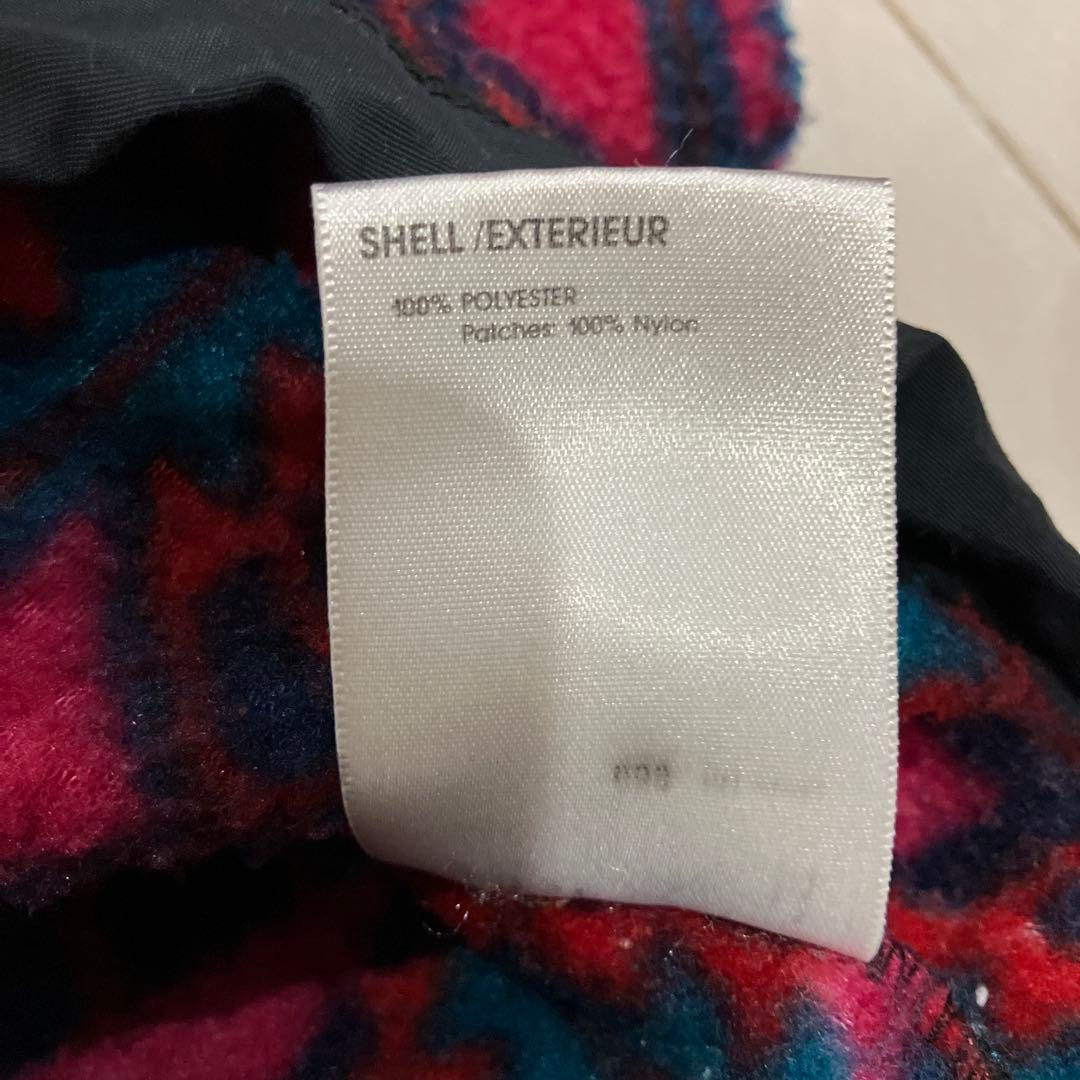 SHELL /EXTERIEUR
100% POLYESTER
Patches: 100% Nylon